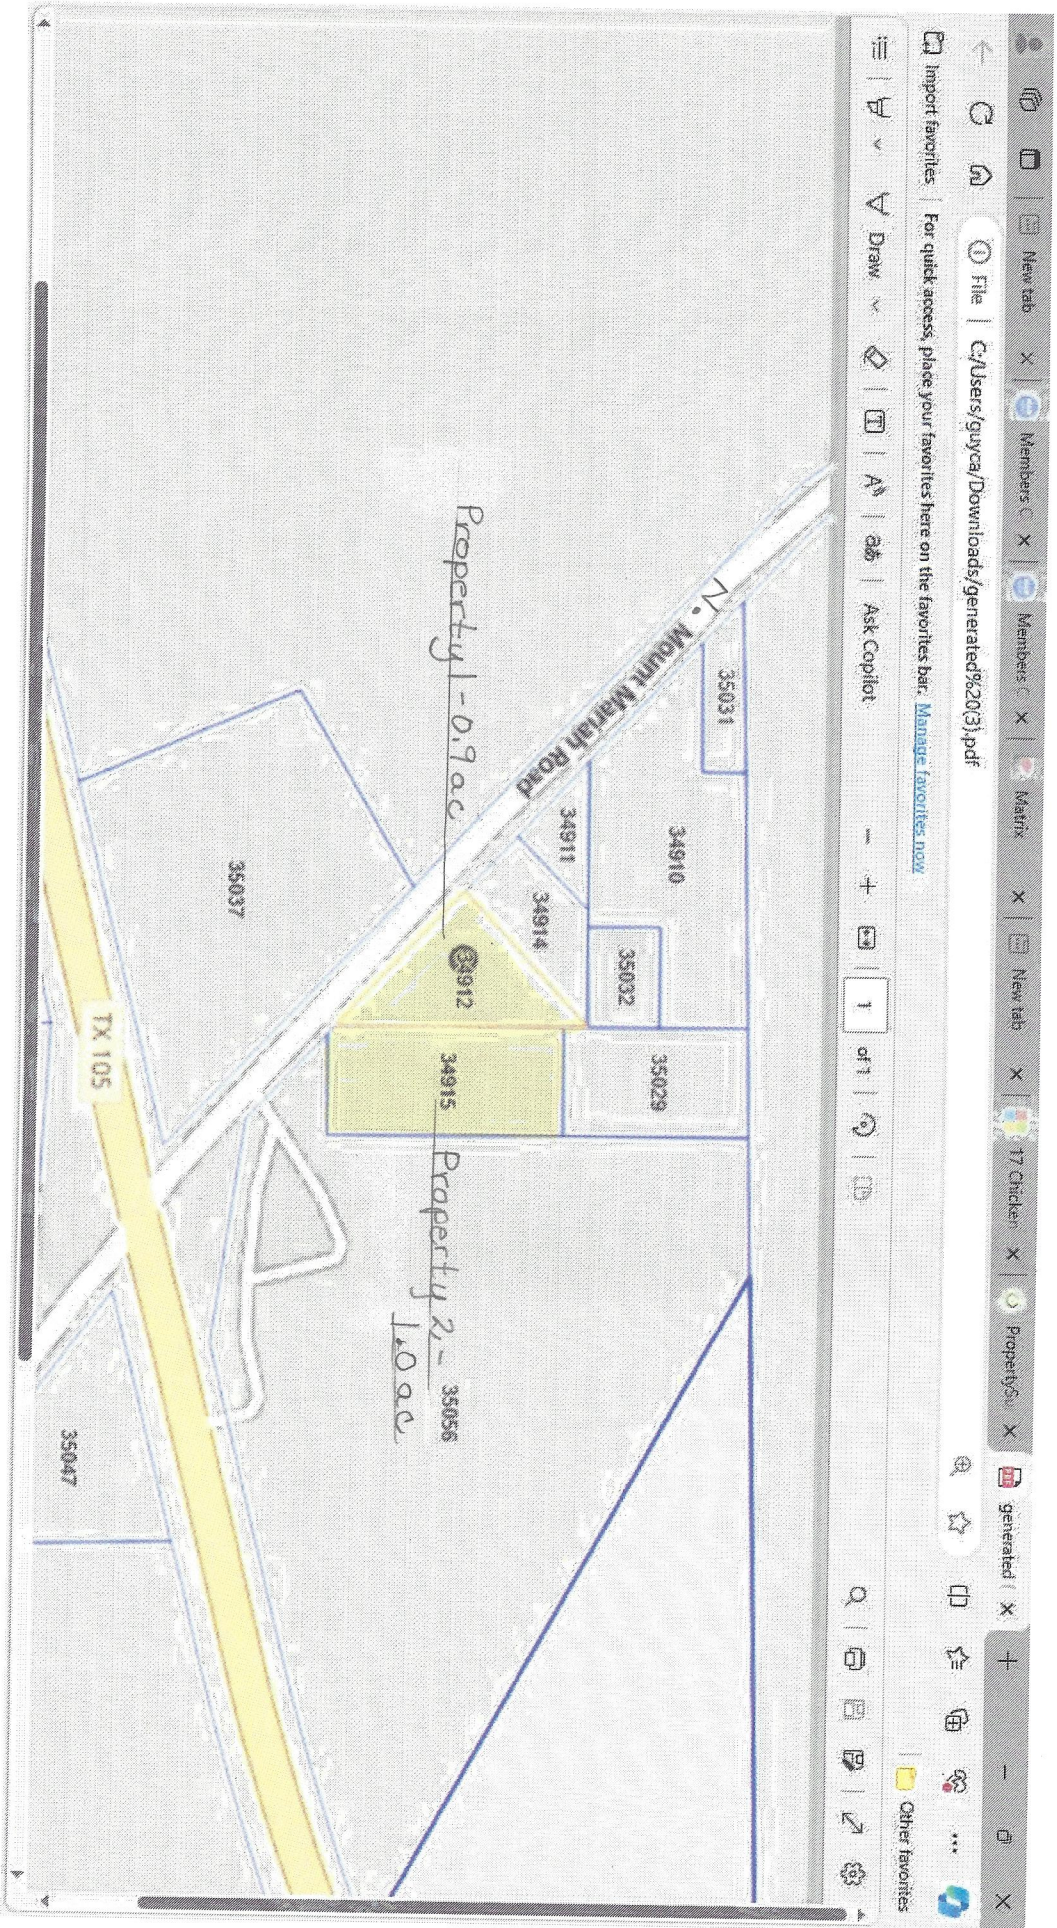 New tab
Members C
Members C
Matrix
New tab
17 Chicken
PropertySu
generated
File | C:/Users/guyca/Downloads/generated%20(3).pdf
Import favorites | For quick access, place your favorites here on the favorites bar. Manage favorites now
Other favorites
Draw
Ask Copilot
1 of 1
35031
34910
35032
35029
N. Mount Mariah Road
34911
34914
34912
34915
Property 1 - 0.9 ac
Property 2, -
1.0 ac
35056
35037
TX 105
35047